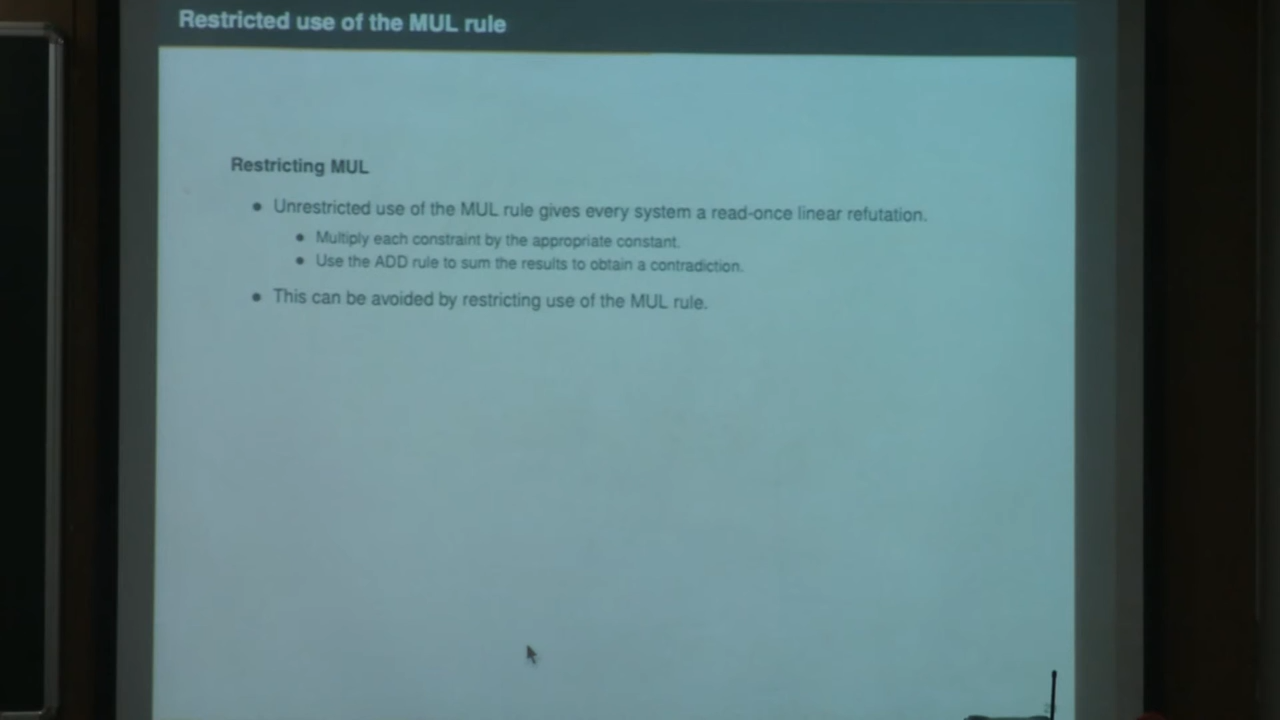 Restricted use of the MUL rule
Restricting MUL
Unrestricted use of the MUL rule gives every system a read-once linear refutation.
Multiply each constraint by the appropriate constant.
Use the ADD rule to sum the results to obtain a contradiction.
This can be avoided by restricting use of the MUL rule.